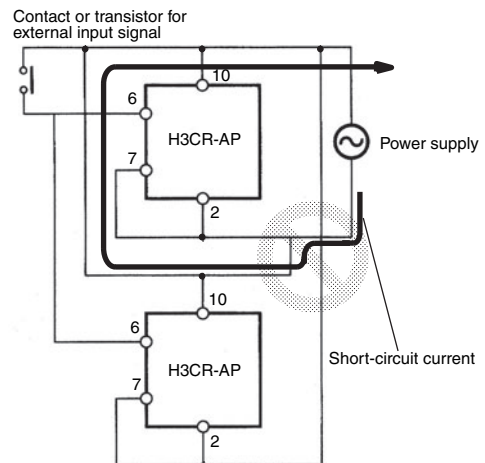 Contact or transistor for
external input signal
10
6
H3CR-AP
Power supply
7
2
10
6
Short-circuit current
H3CR-AP
7
2